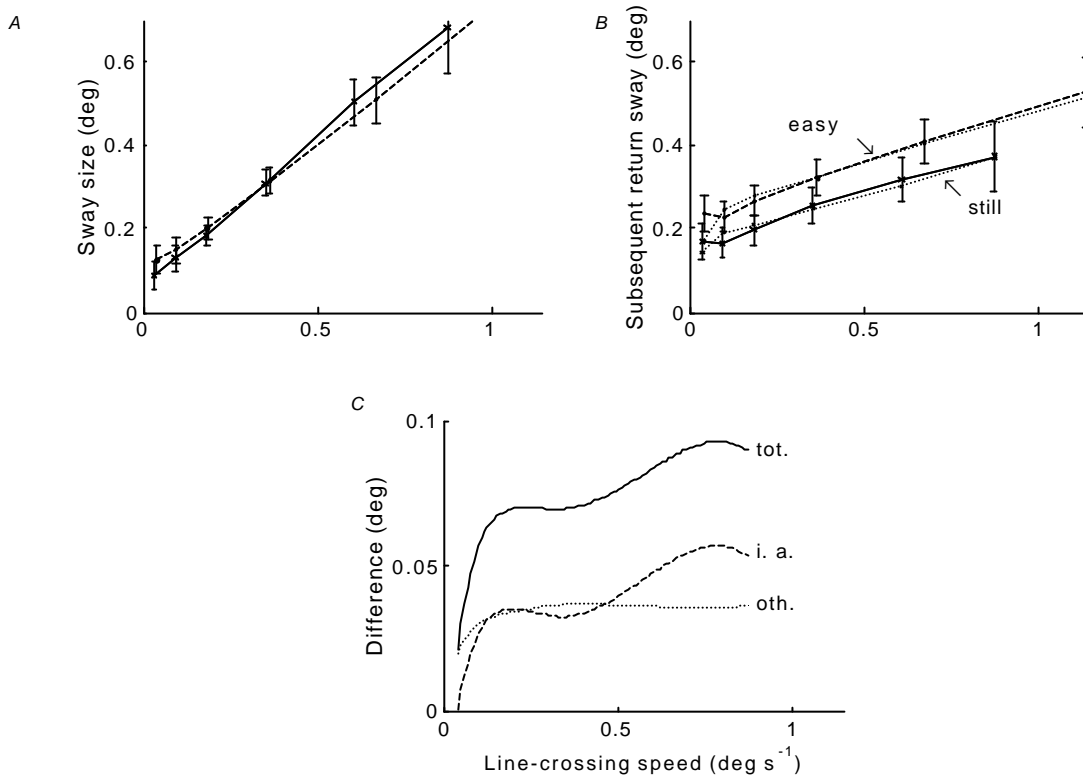 A
Sway size (deg)
0.6
0.4
0.2
0
0
0.5
1
B
Subsequent return sway (deg)
0.6
0.4
0.2
0
easy
still
0
0.5
1
C
Difference (deg)
0.1
0.05
0
tot.
i. a.
oth.
0
0.5
1
Line-crossing speed (deg s⁻¹)